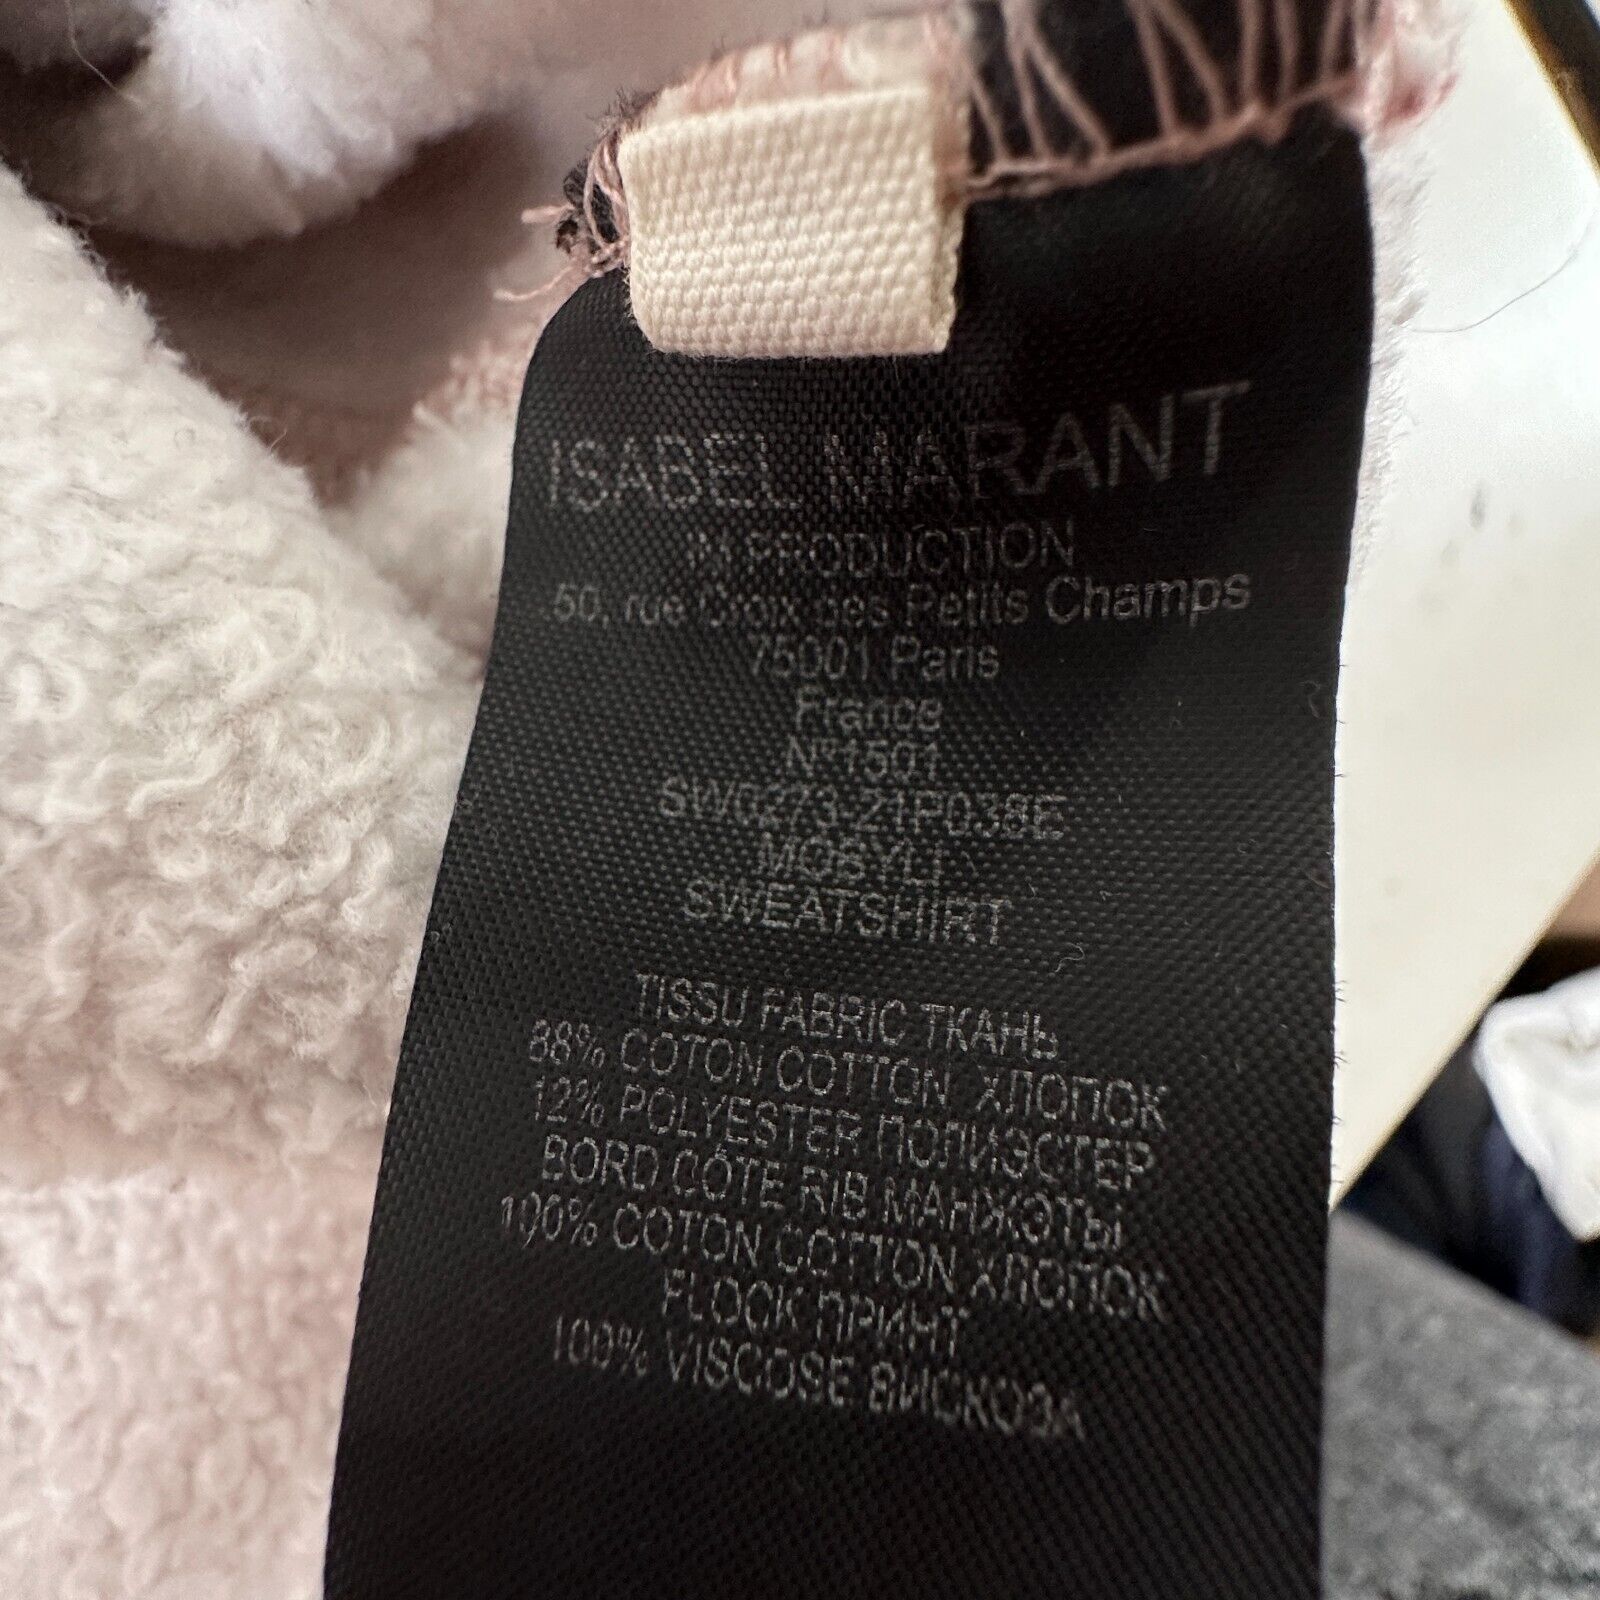 ISABEL MARANT
IM PRODUCTION
50, rue Croix des Petits Champs
75001 Paris
France
N°1501
SW0273-21P038E
MOBYLI
SWEATSHIRT
TISSU FABRIC ТКАНЬ
88% COTON COTTON ХЛОПОК
12% POLYESTER ПОЛИЭСТЕР
BORD CÔTE RIB МАНЖЭТЫ
100% COTON COTTON ХЛОПОК
FLOCK ПРИНТ
100% VISCOSE ВИСКОЗА